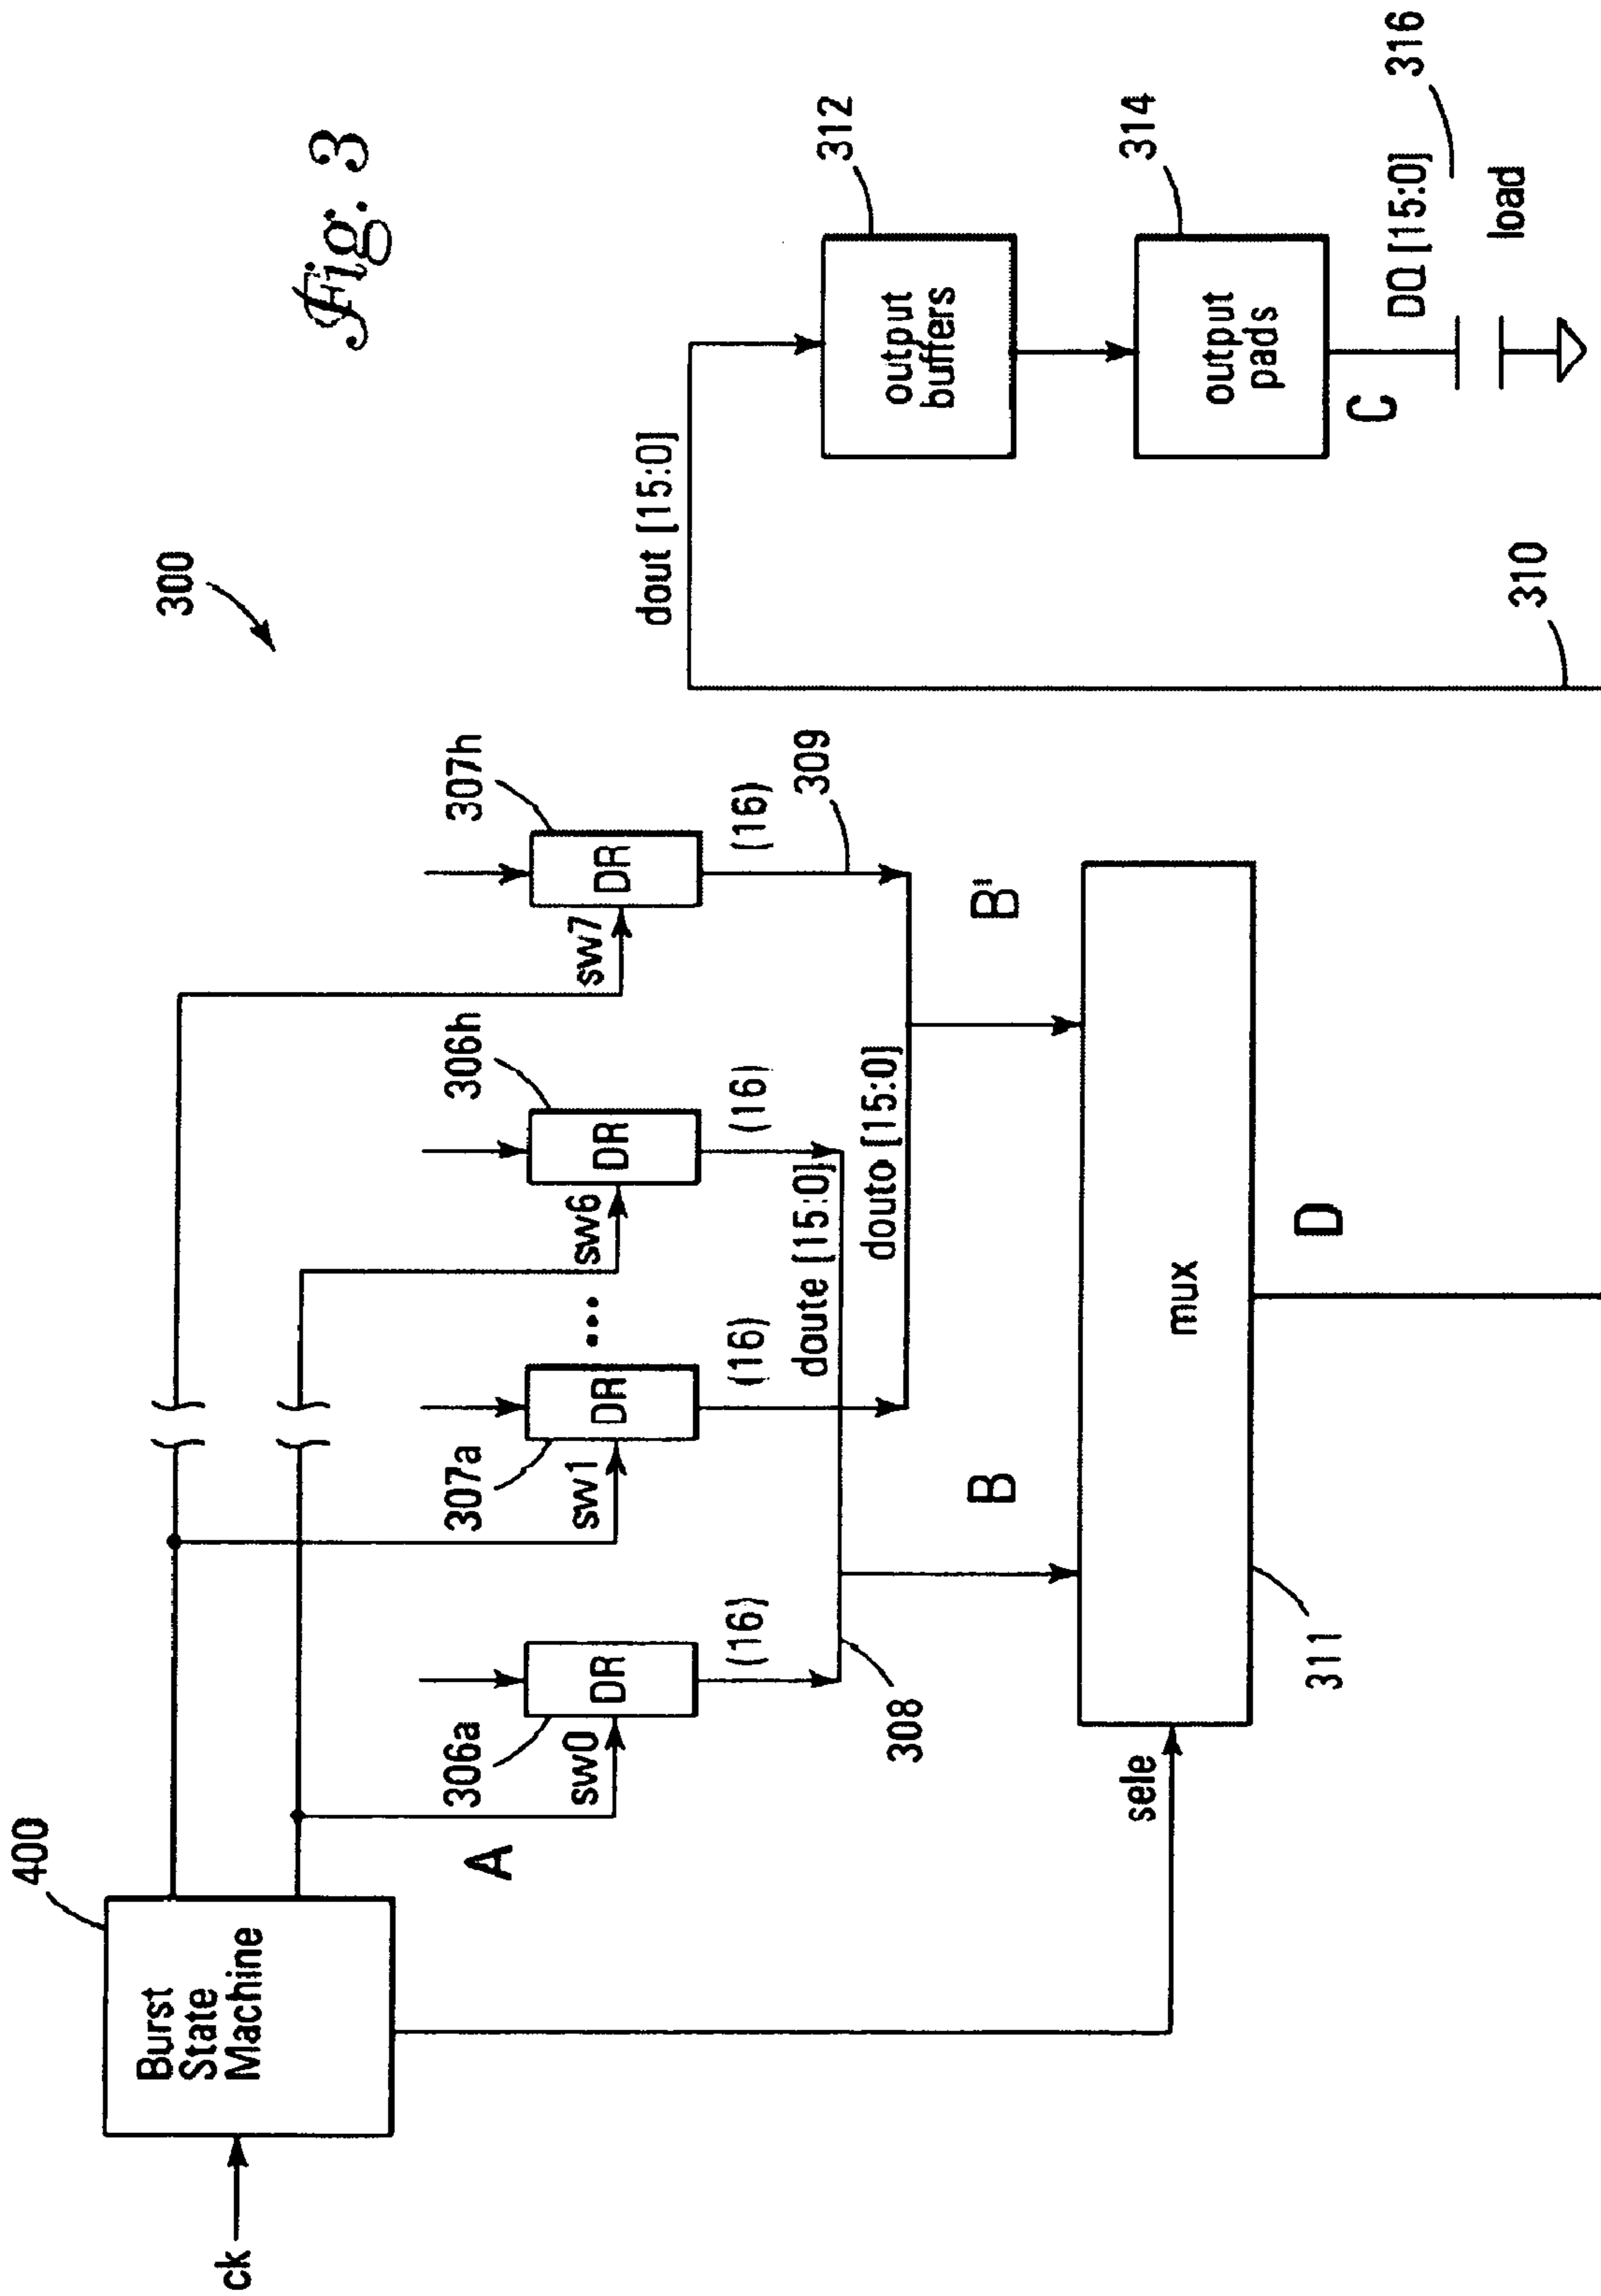 Fig. 3
300
400
Burst
State
Machine
ck
A
306a
sw0
DR
(16)
307a
sw1
DR
(16)
...
306h
sw6
DR
(16)
307h
sw7
DR
(16)
309
308
doute [15:0]
douto [15:0]
B
B'
sele
mux
311
D
310
dout [15:0]
output
buffers
312
output
pads
314
C
DQ [15:0]
316
load